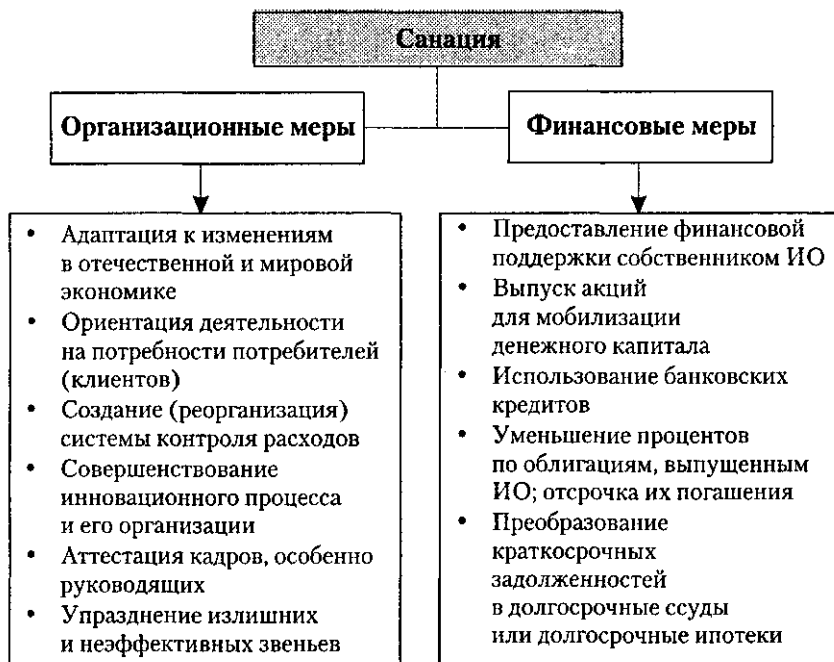 Санация
Организационные меры
Финансовые меры
• Адаптация к изменениям
в отечественной и мировой
экономике
• Ориентация деятельности
на потребности потребителей
(клиентов)
• Создание (реорганизация)
системы контроля расходов
• Совершенствование
инновационного процесса
и его организации
• Аттестация кадров, особенно
руководящих
• Упразднение излишних
и неэффективных звеньев
• Предоставление финансовой
поддержки собственником ИО
• Выпуск акций
для мобилизации
денежного капитала
• Использование банковских
кредитов
• Уменьшение процентов
по облигациям, выпущенным
ИО; отсрочка их погашения
• Преобразование
краткосрочных
задолженностей
в долгосрочные ссуды
или долгосрочные ипотеки